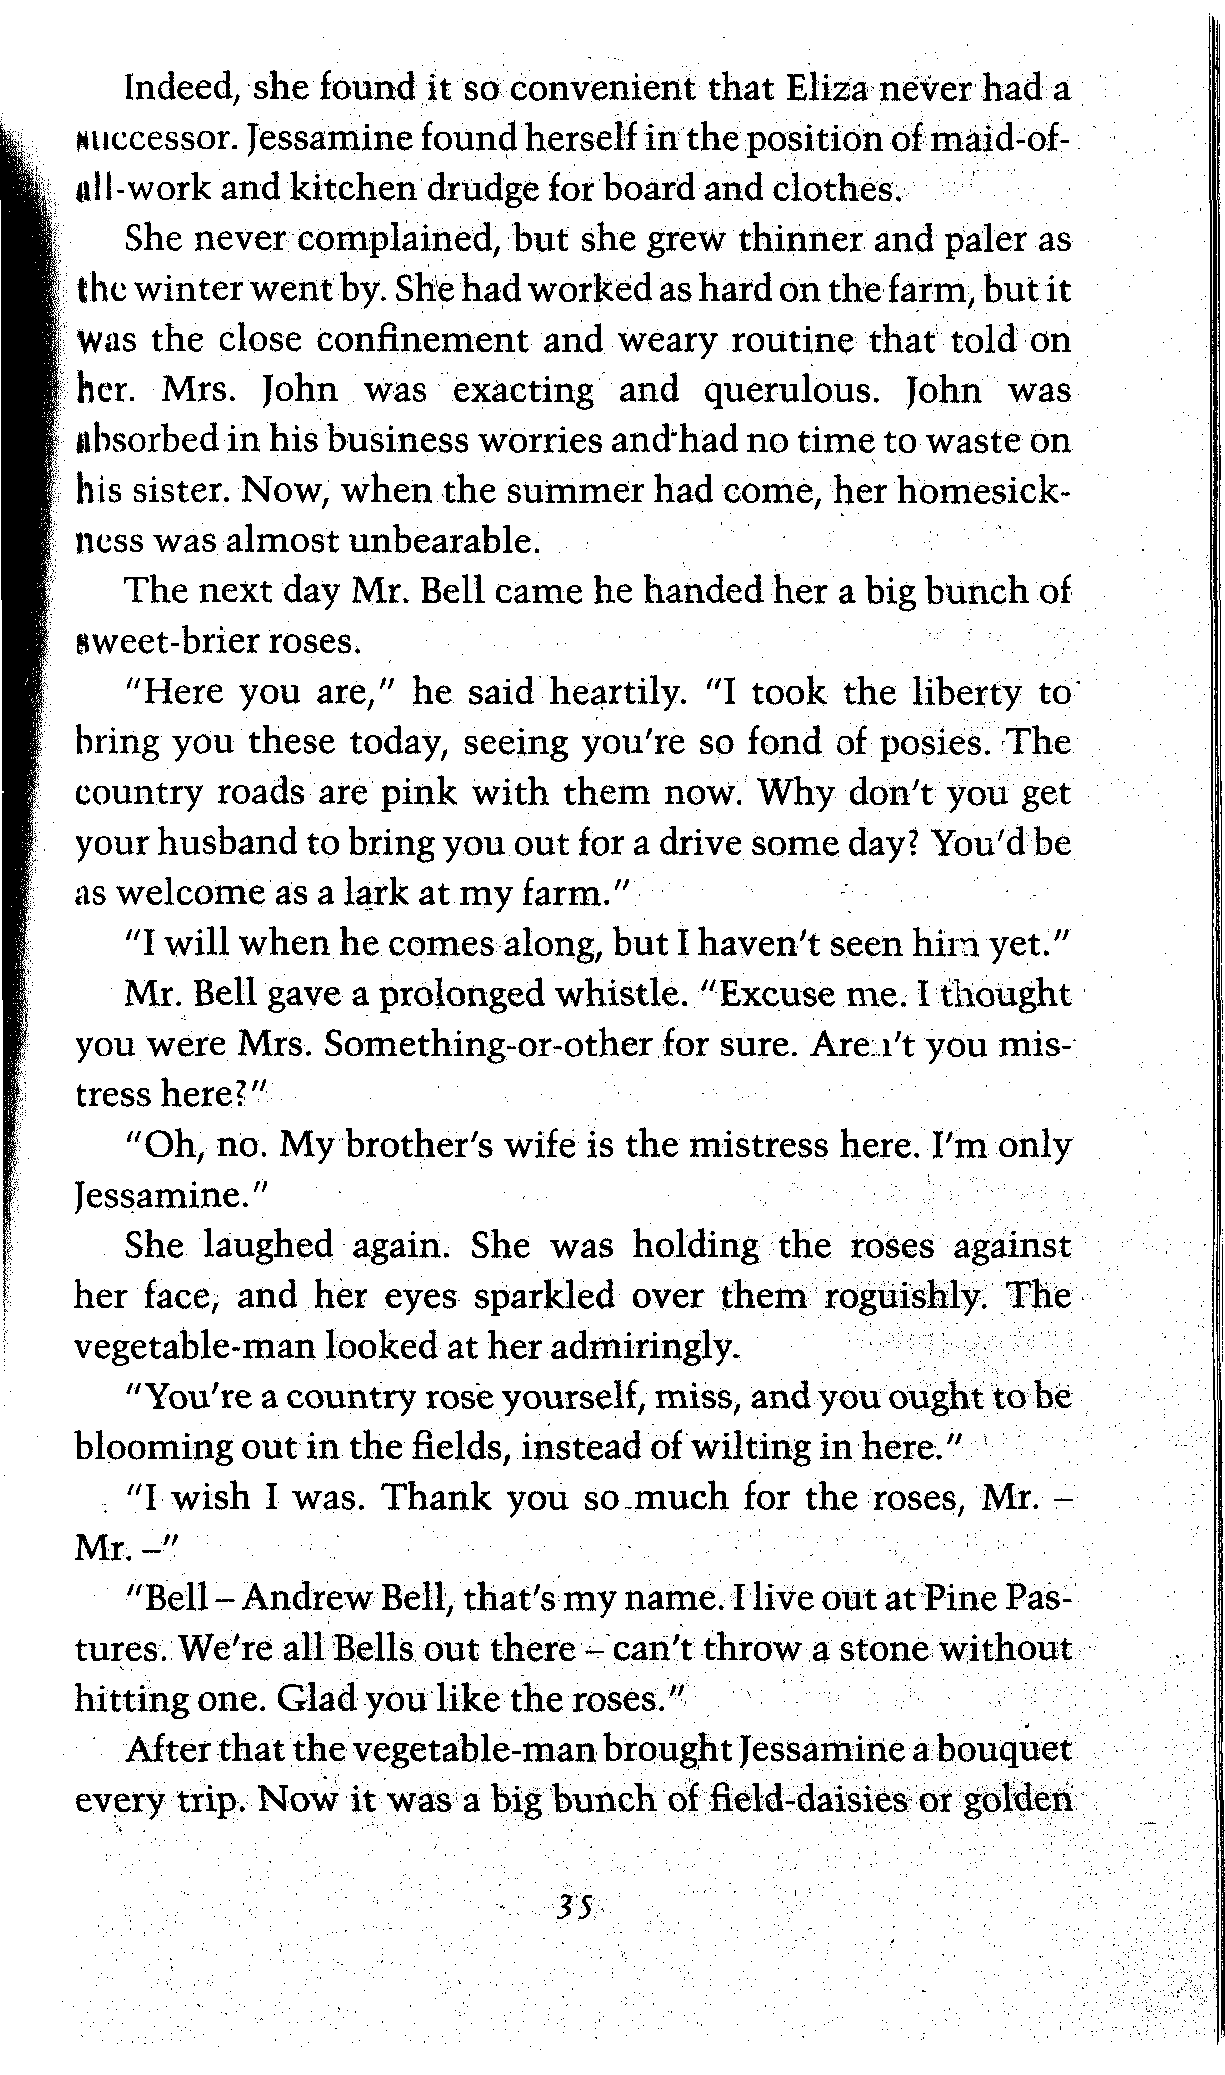 Indeed, she found it so convenient that Eliza never had a
successor. Jessamine found herself in the position of maid-of-
all-work and kitchen drudge for board and clothes.
She never complained, but she grew thinner and paler as
the winter went by. She had worked as hard on the farm, but it
was the close confinement and weary routine that told on
her. Mrs. John was exacting and querulous. John was
absorbed in his business worries and had no time to waste on
his sister. Now, when the summer had come, her homesick-
ness was almost unbearable.
The next day Mr. Bell came he handed her a big bunch of
sweet-brier roses.
"Here you are," he said heartily. "I took the liberty to
bring you these today, seeing you're so fond of posies. The
country roads are pink with them now. Why don't you get
your husband to bring you out for a drive some day? You'd be
as welcome as a lark at my farm."
"I will when he comes along, but I haven't seen him yet."
Mr. Bell gave a prolonged whistle. "Excuse me. I thought
you were Mrs. Something-or-other for sure. Aren't you mis-
tress here?"
"Oh, no. My brother's wife is the mistress here. I'm only
Jessamine."
She laughed again. She was holding the roses against
her face, and her eyes sparkled over them roguishly. The
vegetable-man looked at her admiringly.
"You're a country rose yourself, miss, and you ought to be
blooming out in the fields, instead of wilting in here."
"I wish I was. Thank you so much for the roses, Mr. –
Mr. –"
"Bell – Andrew Bell, that's my name. I live out at Pine Pas-
tures. We're all Bells out there – can't throw a stone without
hitting one. Glad you like the roses."
After that the vegetable-man brought Jessamine a bouquet
every trip. Now it was a big bunch of field-daisies or golden
35